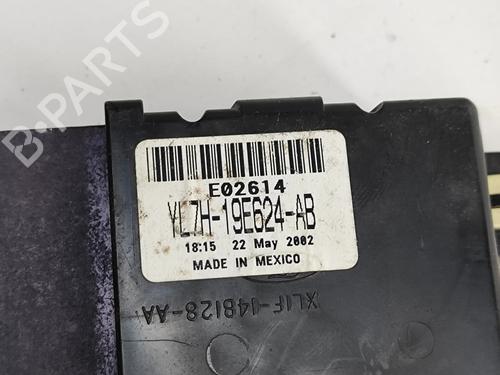 B-PARTS
E02614
YL7H-19E624-AB
18:15 22 May 2002
MADE IN MEXICO
XL1F-14B128-AA